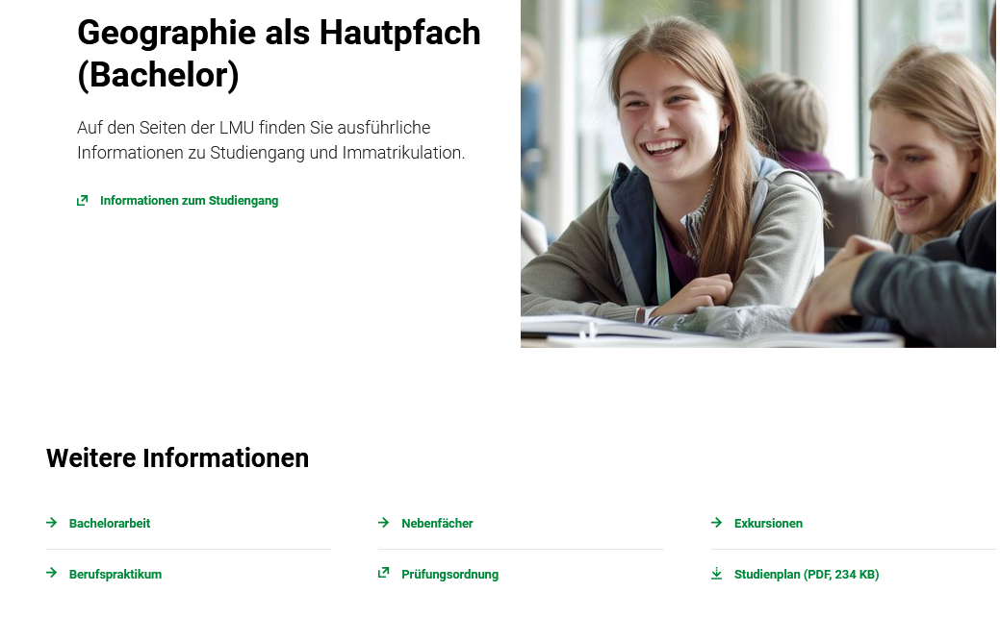 Geographie als Hautpfach
(Bachelor)
Auf den Seiten der LMU finden Sie ausführliche
Informationen zu Studiengang und Immatrikulation.
Informationen zum Studiengang
Weitere Informationen
Bachelorarbeit
Nebenfächer
Exkursionen
Berufspraktikum
Prüfungsordnung
Studienplan (PDF, 234 KB)